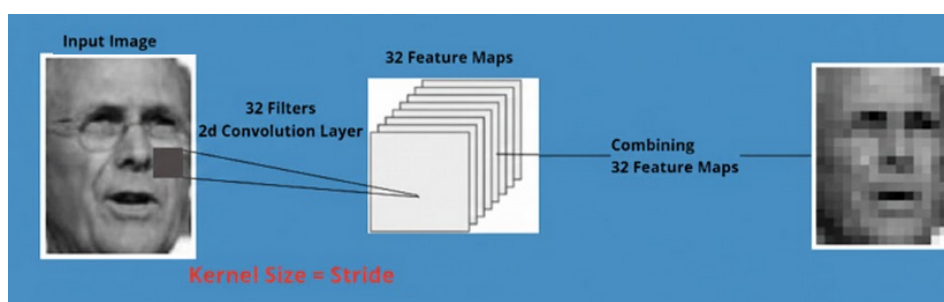 Input Image
32 Feature Maps
32 Filters
2d Convolution Layer
Combining
32 Feature Maps
Kernel Size = Stride